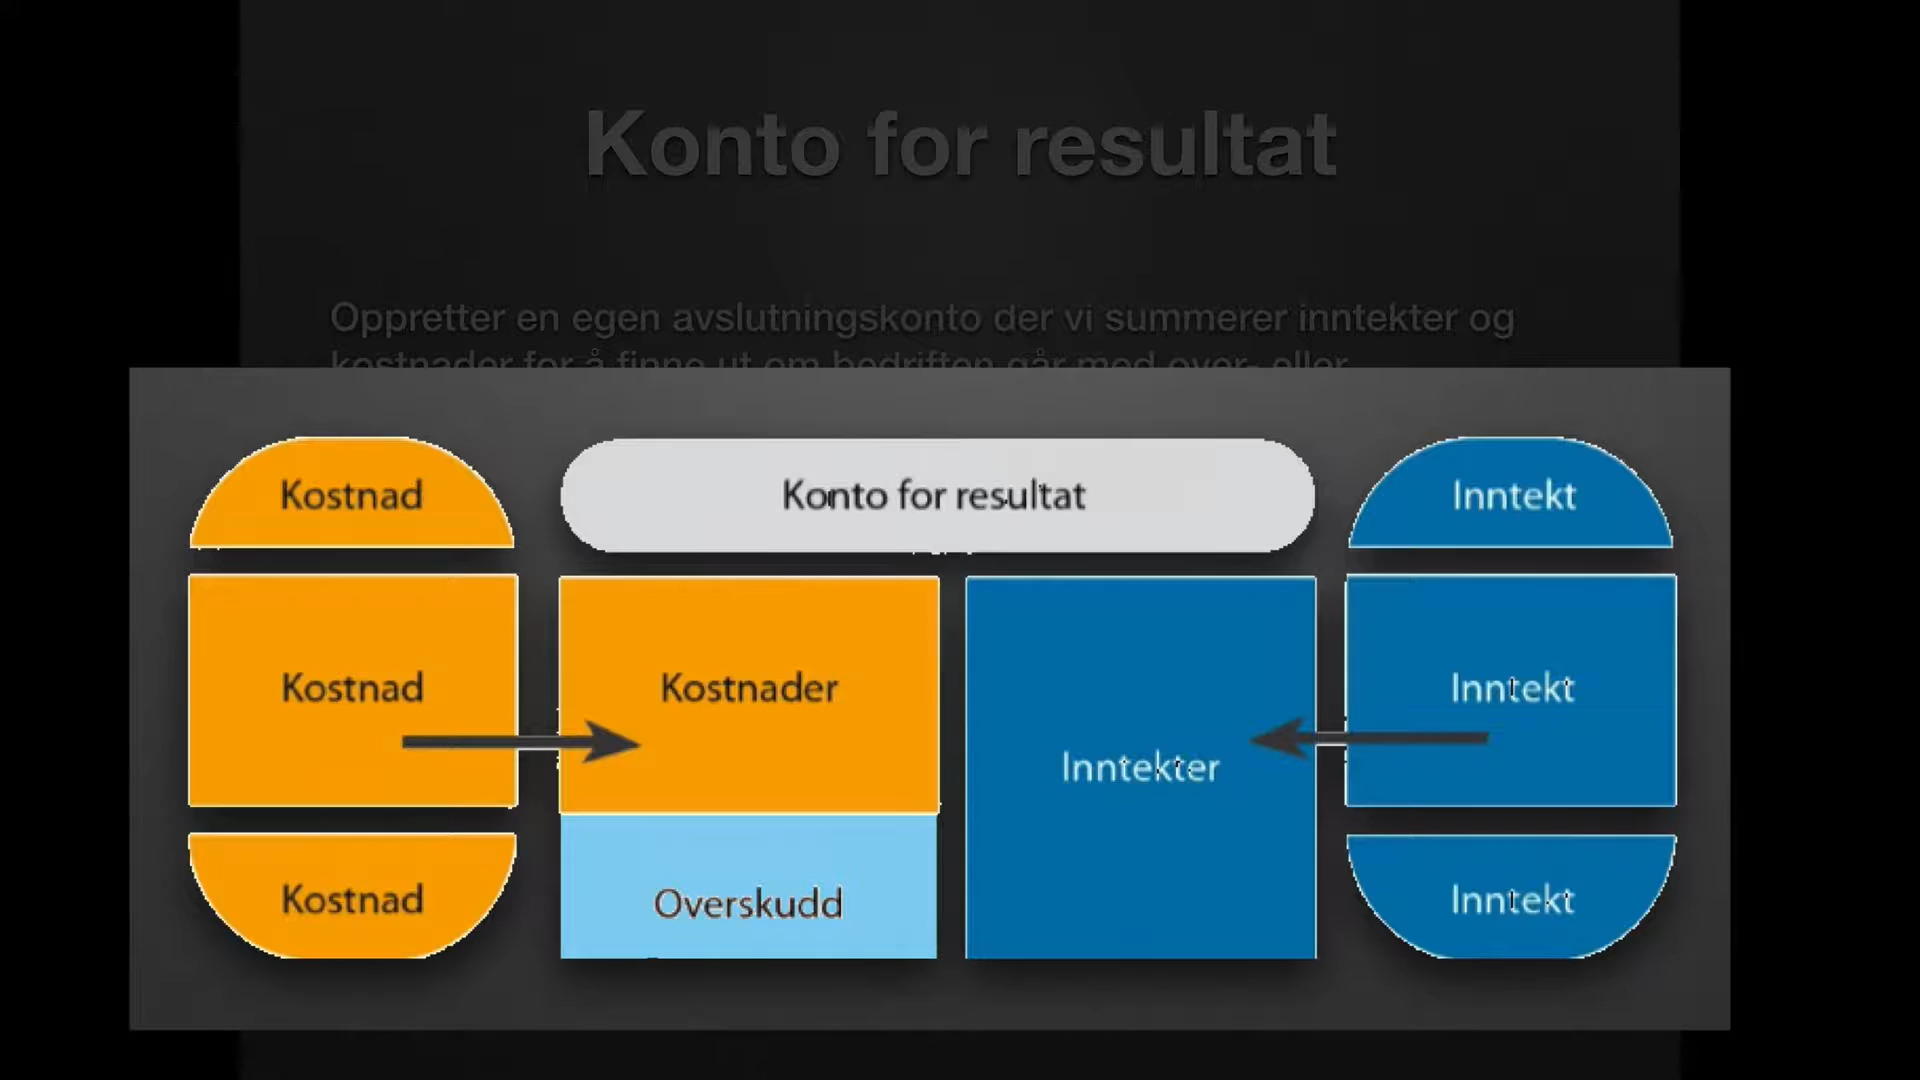 Konto for resultat
Oppretter en egen avslutningskonto der vi summerer inntekter og
kostnader for å finne ut om bedriften går med over- eller
Kostnad
Konto for resultat
Inntekt
Kostnad
Kostnader
Inntekter
Inntekt
Kostnad
Overskudd
Inntekt